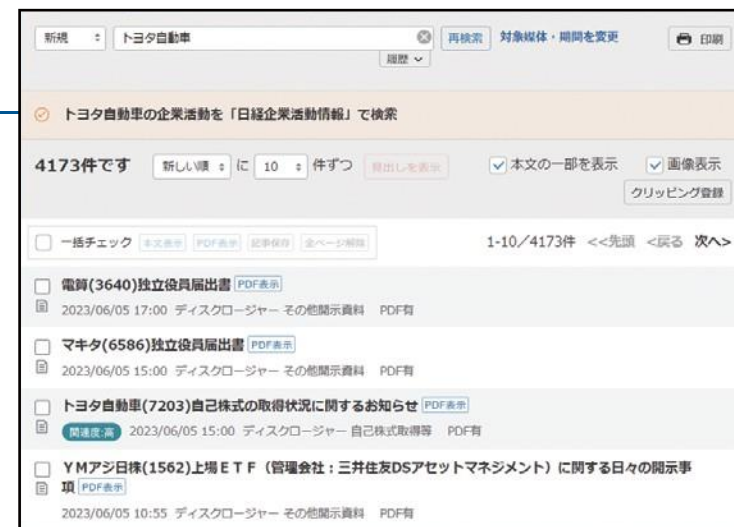 新規 トヨタ自動車 再検索 対象媒体・期間を変更 印刷
履歴
トヨタ自動車の企業活動を「日経企業活動情報」で検索
4173件です 新しい順 に 10 件ずつ 見出しを表示 本文の一部を表示 画像表示
クリッピング登録
一括チェック 本文表示 PDF表示 記事保存 全ページ解除 1-10/4173件 <<先頭 <戻る 次へ>
電算(3640)独立役員届出書 PDF表示
2023/06/05 17:00 ディスクロージャー その他開示資料 PDF有
マキタ(6586)独立役員届出書 PDF表示
2023/06/05 15:00 ディスクロージャー その他開示資料 PDF有
トヨタ自動車(7203)自己株式の取得状況に関するお知らせ PDF表示
関連度:高 2023/06/05 15:00 ディスクロージャー 自己株式取得等 PDF有
YMアジ日株(1562)上場ETF(管理会社:三井住友DSアセットマネジメント)に関する日々の開示事
項 PDF表示
2023/06/05 10:55 ディスクロージャー その他開示資料 PDF有